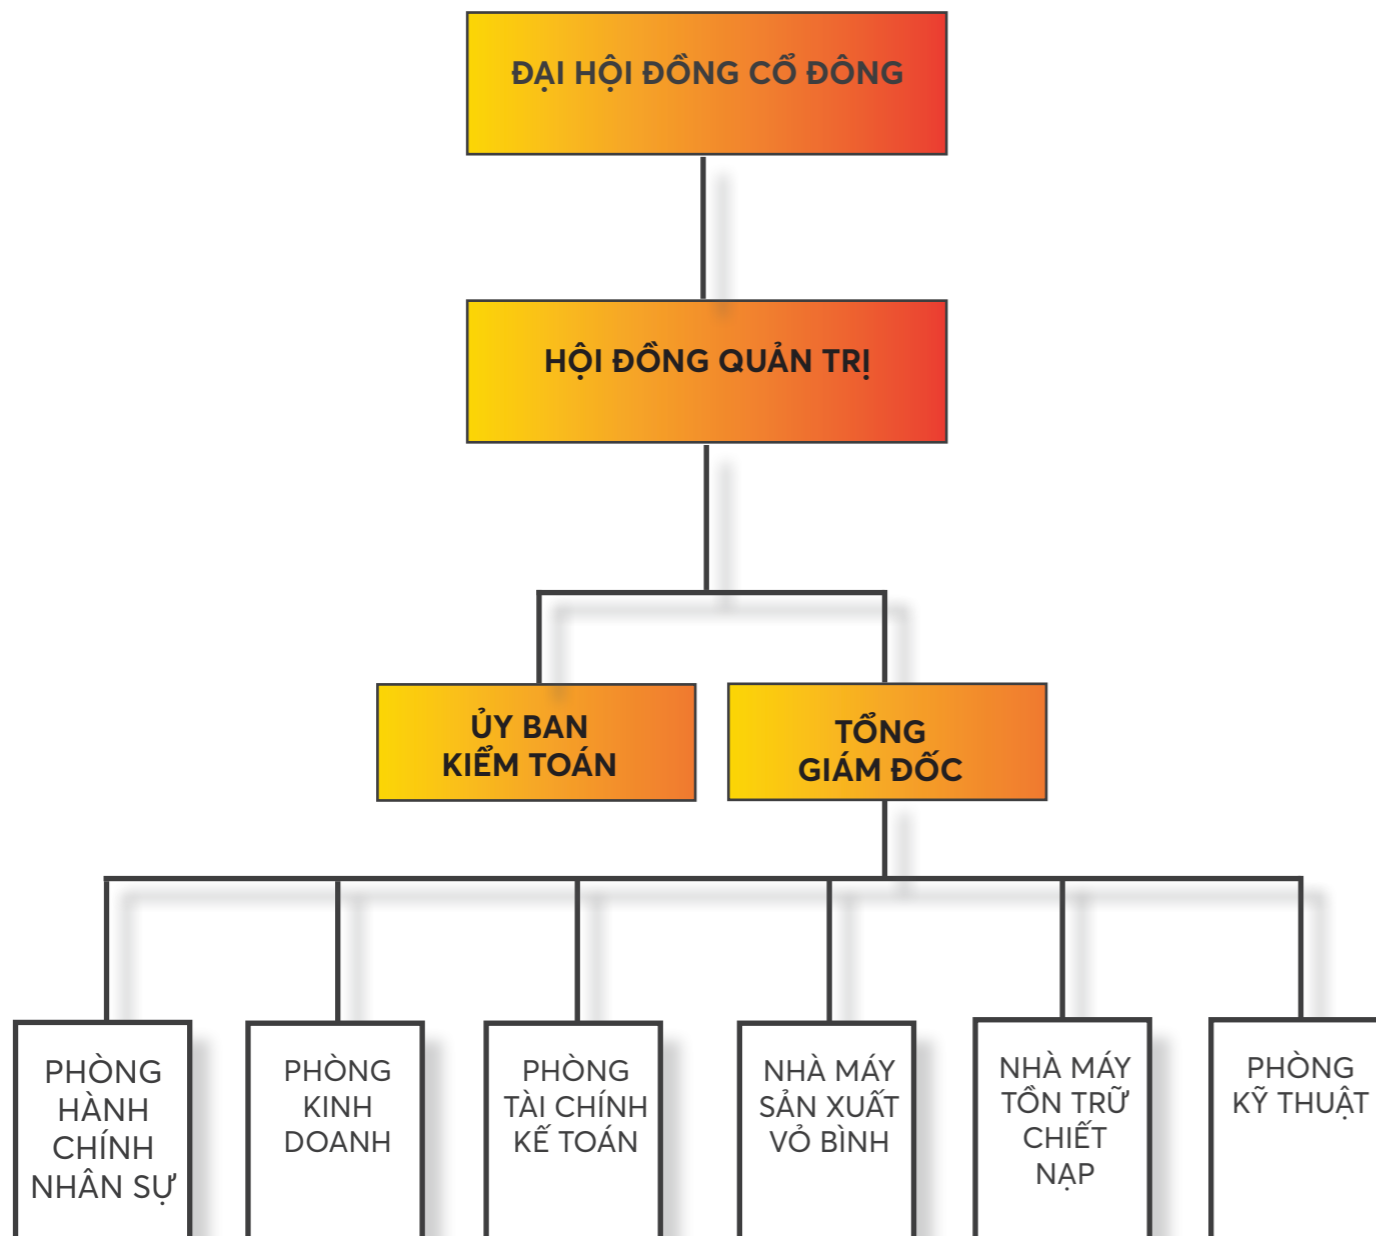 ĐẠI HỘI ĐỒNG CỔ ĐÔNG
HỘI ĐỒNG QUẢN TRỊ
ỦY BAN
KIỂM TOÁN
TỔNG
GIÁM ĐỐC
PHÒNG
HÀNH
CHÍNH
NHÂN SỰ
PHÒNG
KINH
DOANH
PHÒNG
TÀI CHÍNH
KẾ TOÁN
NHÀ MÁY
SẢN XUẤT
VỎ BÌNH
NHÀ MÁY
TỒN TRỮ
CHIẾT
NẠP
PHÒNG
KỸ THUẬT